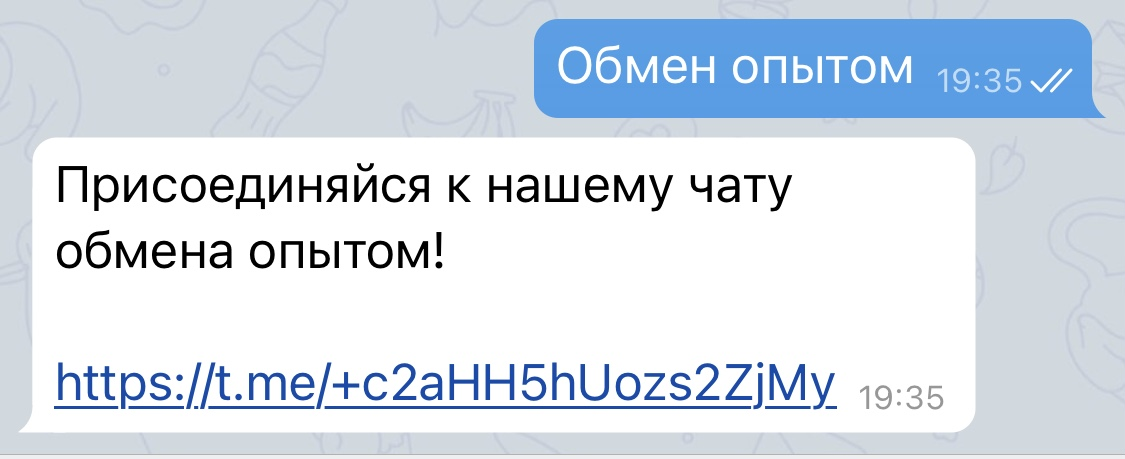 Обмен опытом 19:35
Присоединяйся к нашему чату
обмена опытом!
https://t.me/+c2aHH5hUozs2ZjMy 19:35